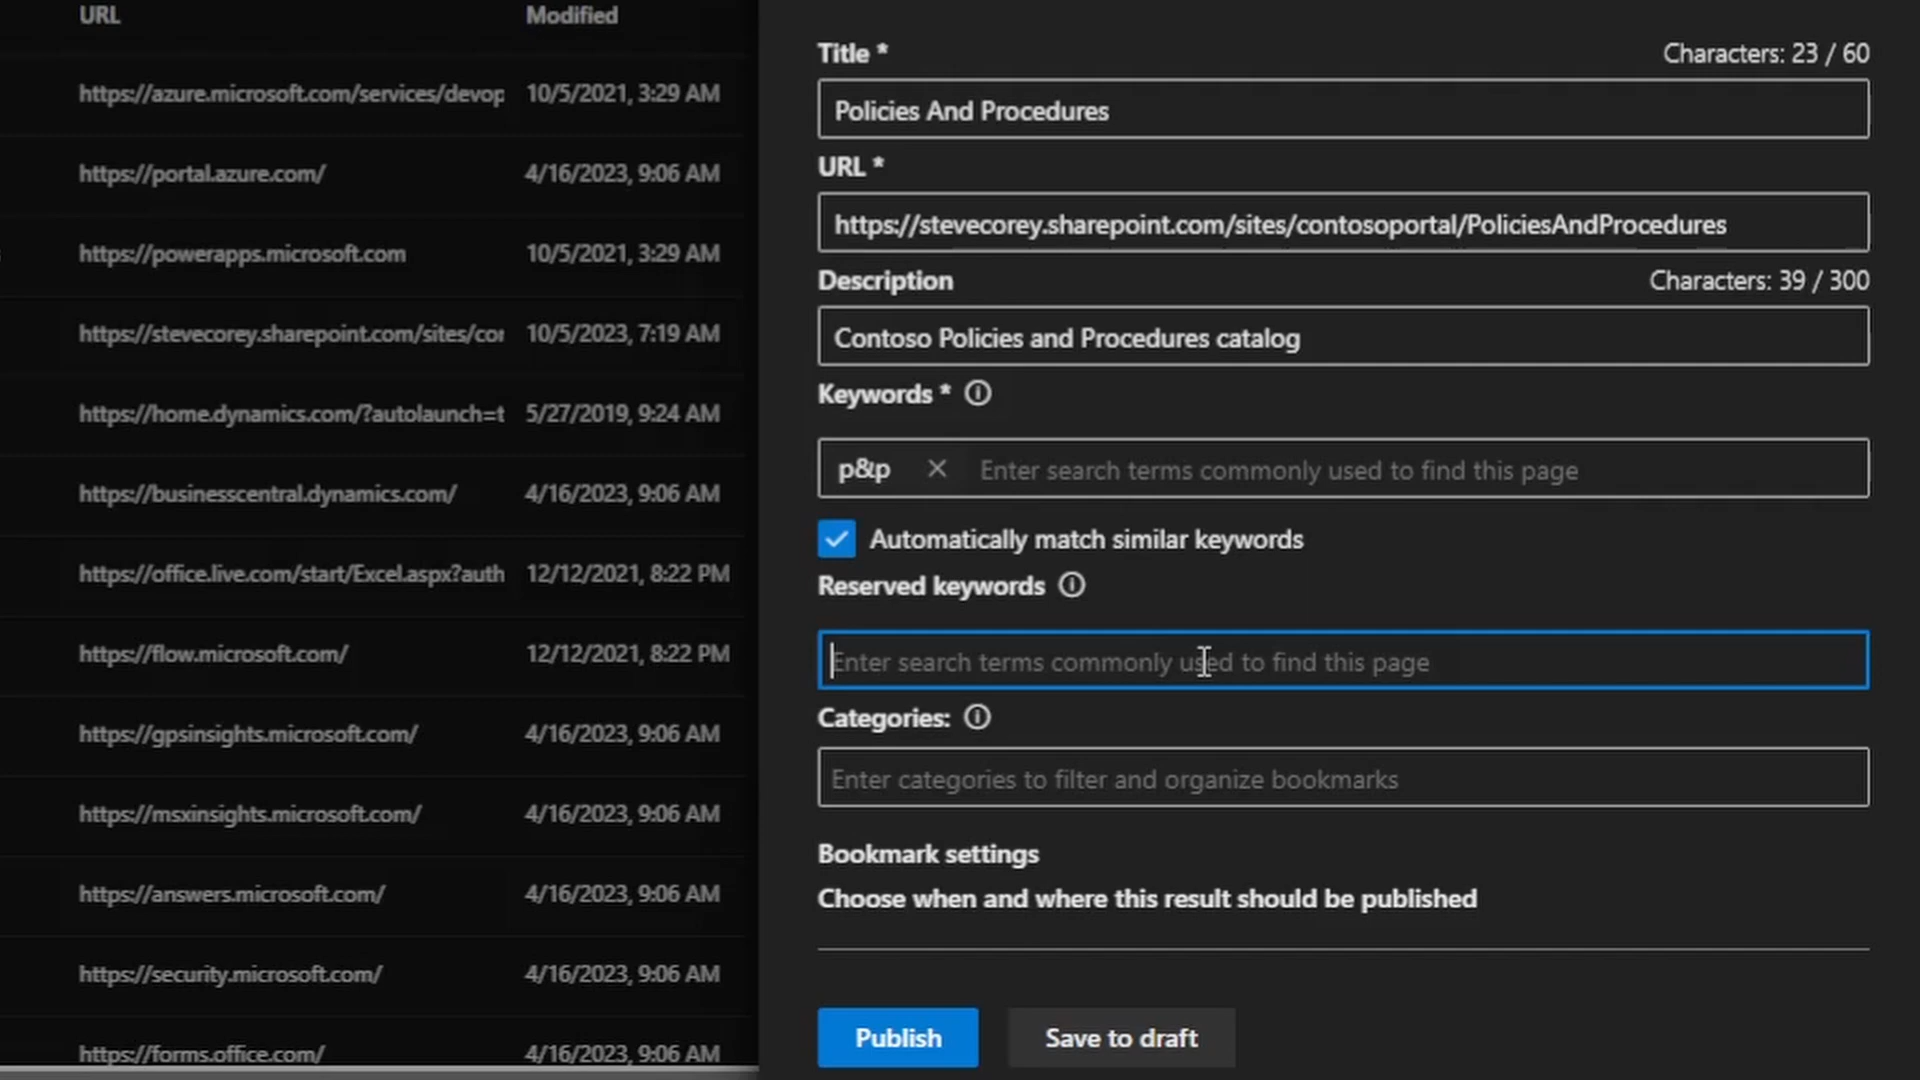 URL Modified
https://azure.microsoft.com/services/devop 10/5/2021, 3:29 AM
https://portal.azure.com/ 4/16/2023, 9:06 AM
https://powerapps.microsoft.com 10/5/2021, 3:29 AM
https://stevecorey.sharepoint.com/sites/cor 10/5/2023, 7:19 AM
https://home.dynamics.com/?autolaunch=t 5/27/2019, 9:24 AM
https://businesscentral.dynamics.com/ 4/16/2023, 9:06 AM
https://office.live.com/start/Excel.aspx?auth 12/12/2021, 8:22 PM
https://flow.microsoft.com/ 12/12/2021, 8:22 PM
https://gpsinsights.microsoft.com/ 4/16/2023, 9:06 AM
https://msxinsights.microsoft.com/ 4/16/2023, 9:06 AM
https://answers.microsoft.com/ 4/16/2023, 9:06 AM
https://security.microsoft.com/ 4/16/2023, 9:06 AM
https://forms.office.com/ 4/16/2023, 9:06 AM
Title * Characters: 23 / 60
Policies And Procedures
URL *
https://stevecorey.sharepoint.com/sites/contosoportal/PoliciesAndProcedures
Description Characters: 39 / 300
Contoso Policies and Procedures catalog
Keywords *
p&p Enter search terms commonly used to find this page
Automatically match similar keywords
Reserved keywords
Enter search terms commonly used to find this page
Categories:
Enter categories to filter and organize bookmarks
Bookmark settings
Choose when and where this result should be published
Publish Save to draft